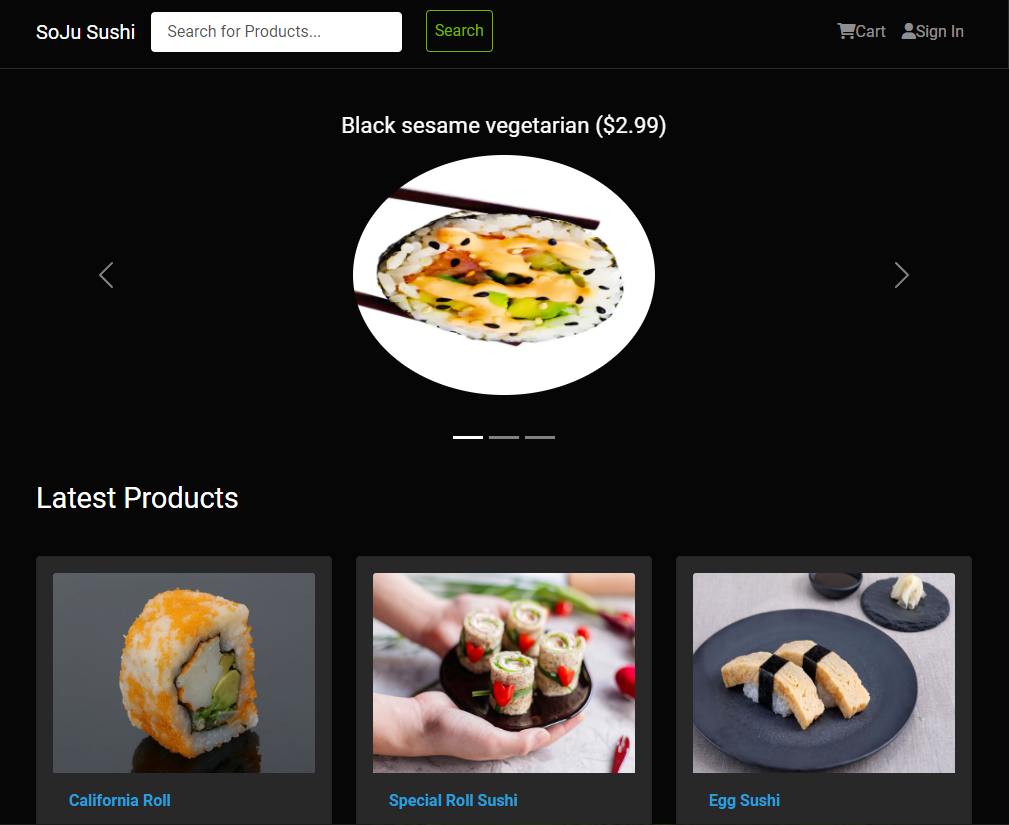 SoJu Sushi
Search for Products...
Search
Cart
Sign In
Black sesame vegetarian ($2.99)
Latest Products
California Roll
Special Roll Sushi
Egg Sushi